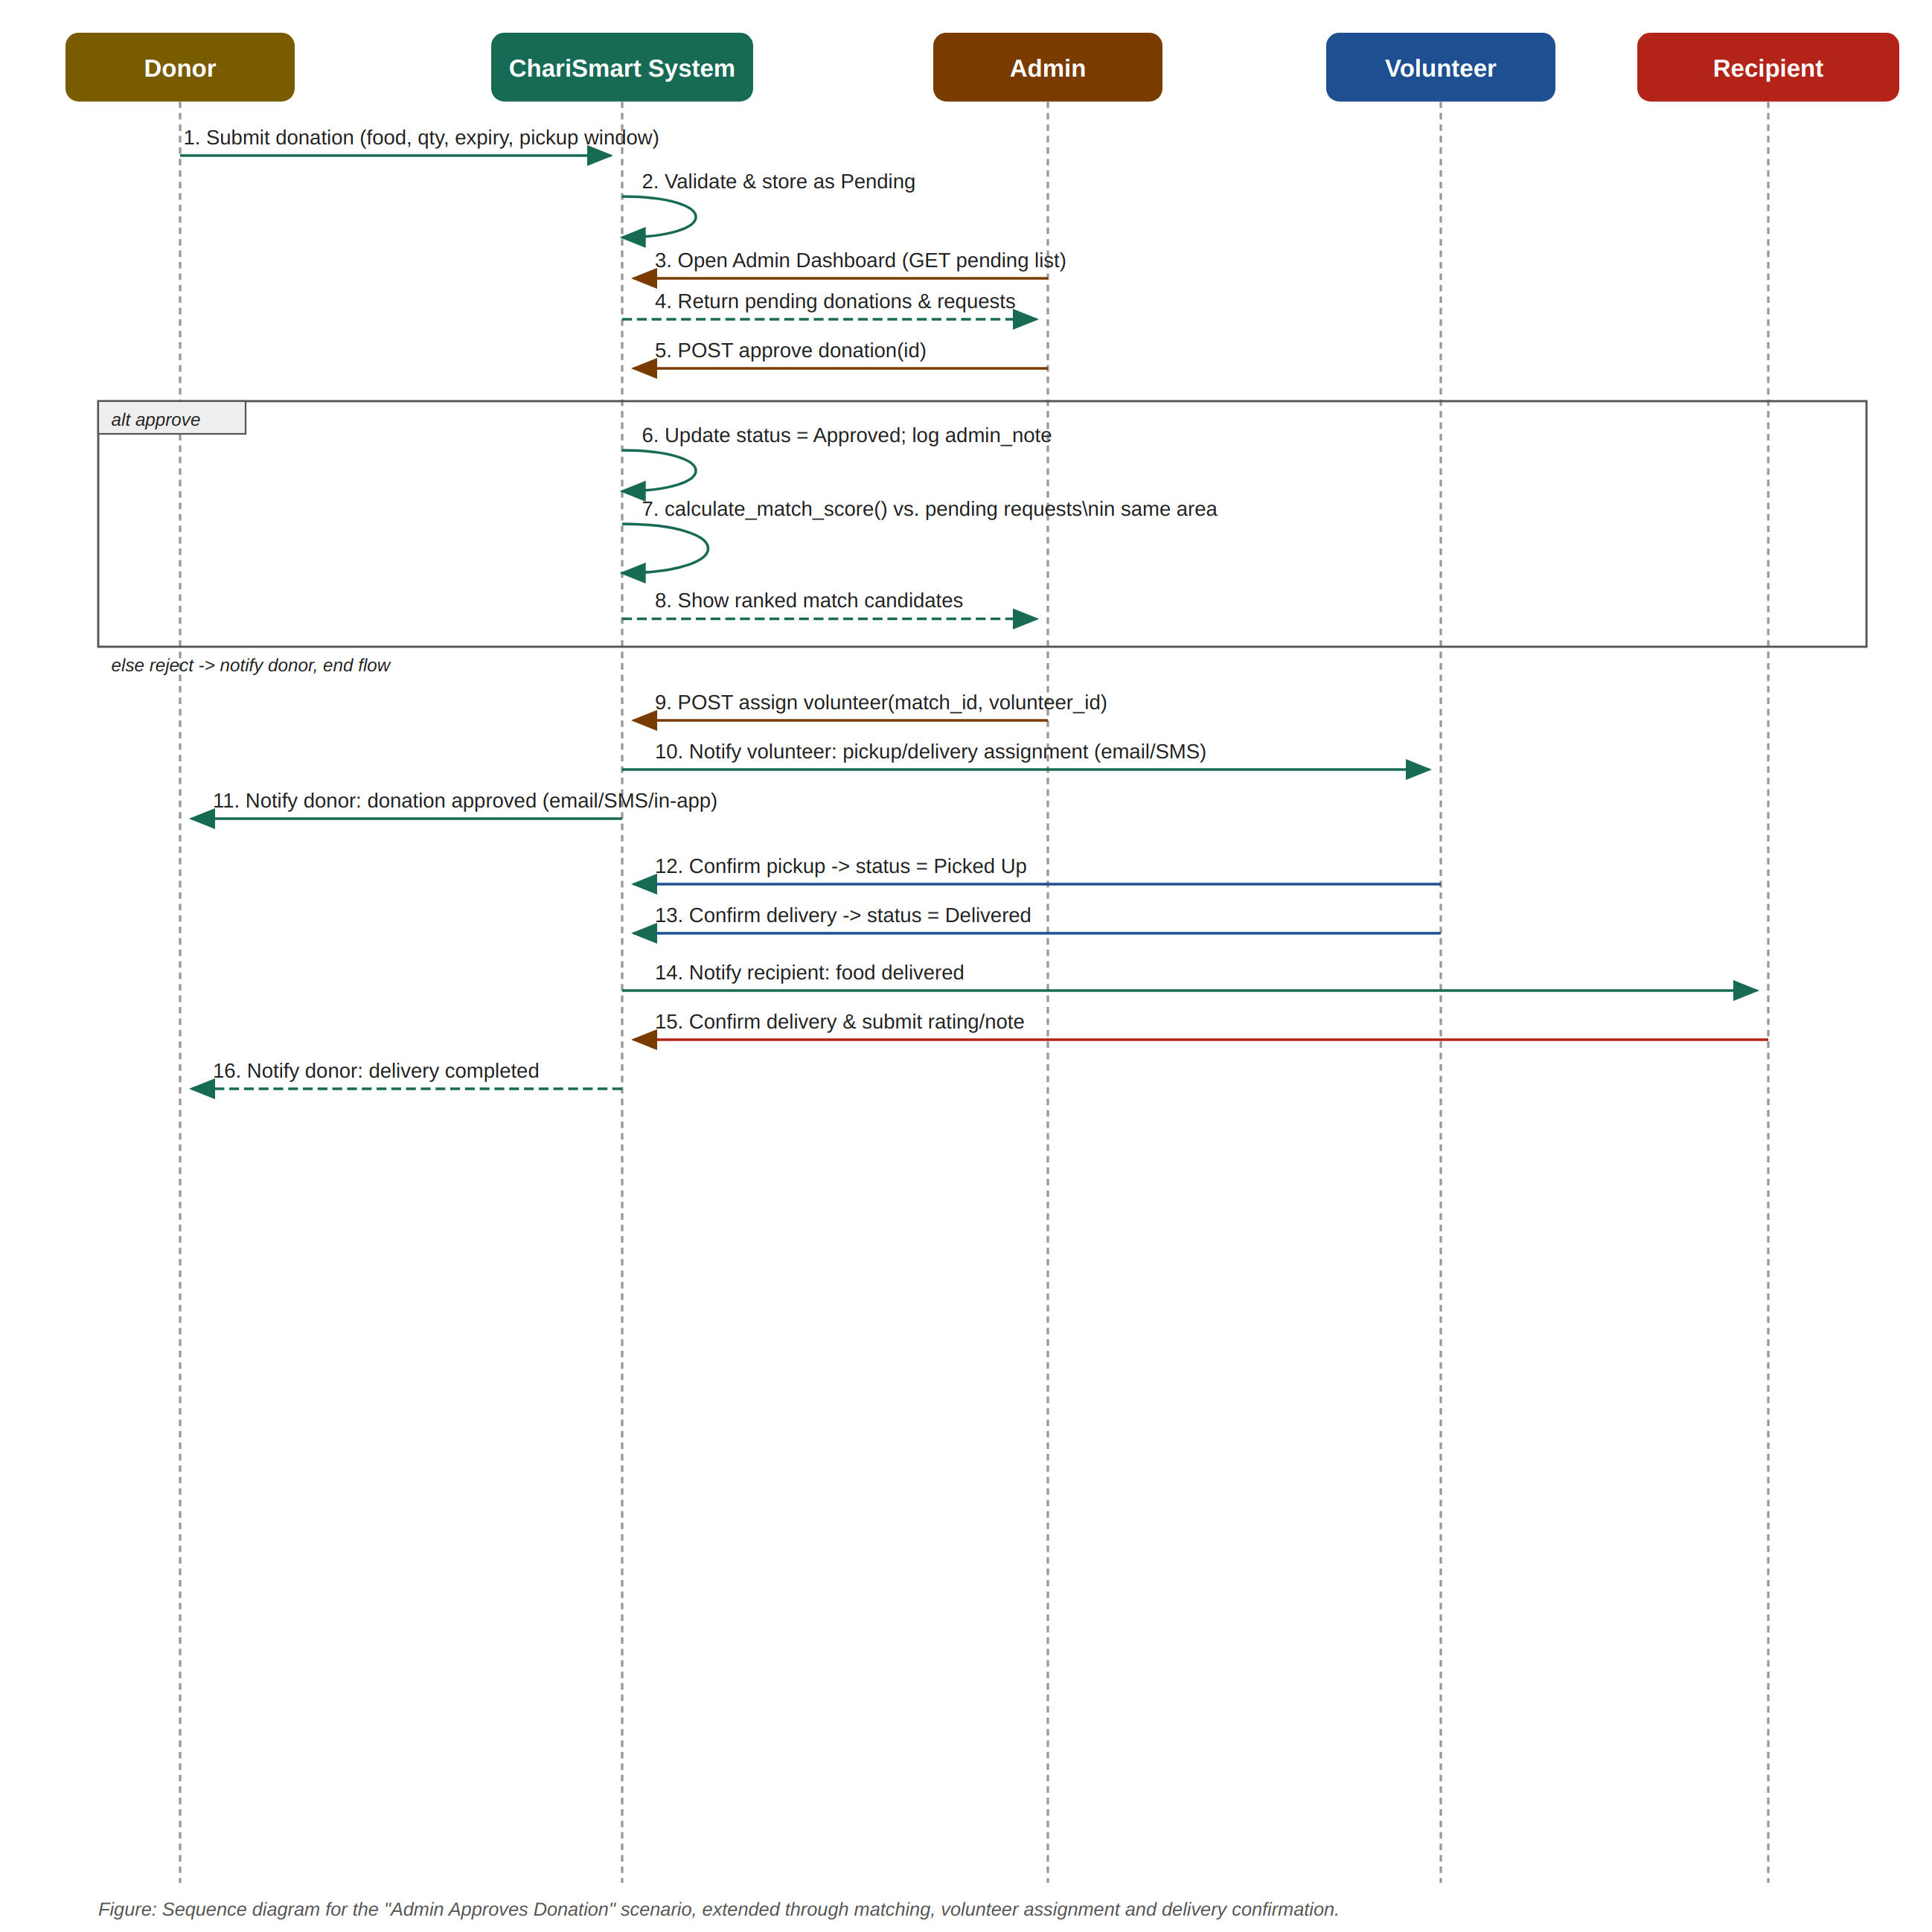 Donor
ChariSmart System
Admin
Volunteer
Recipient
1. Submit donation (food, qty, expiry, pickup window)
2. Validate & store as Pending
3. Open Admin Dashboard (GET pending list)
4. Return pending donations & requests
5. POST approve donation(id)
alt approve
6. Update status = Approved; log admin_note
7. calculate_match_score() vs. pending requests\nin same area
8. Show ranked match candidates
else reject -> notify donor, end flow
9. POST assign volunteer(match_id, volunteer_id)
10. Notify volunteer: pickup/delivery assignment (email/SMS)
11. Notify donor: donation approved (email/SMS/in-app)
12. Confirm pickup -> status = Picked Up
13. Confirm delivery -> status = Delivered
14. Notify recipient: food delivered
15. Confirm delivery & submit rating/note
16. Notify donor: delivery completed
Figure: Sequence diagram for the "Admin Approves Donation" scenario, extended through matching, volunteer assignment and delivery confirmation.